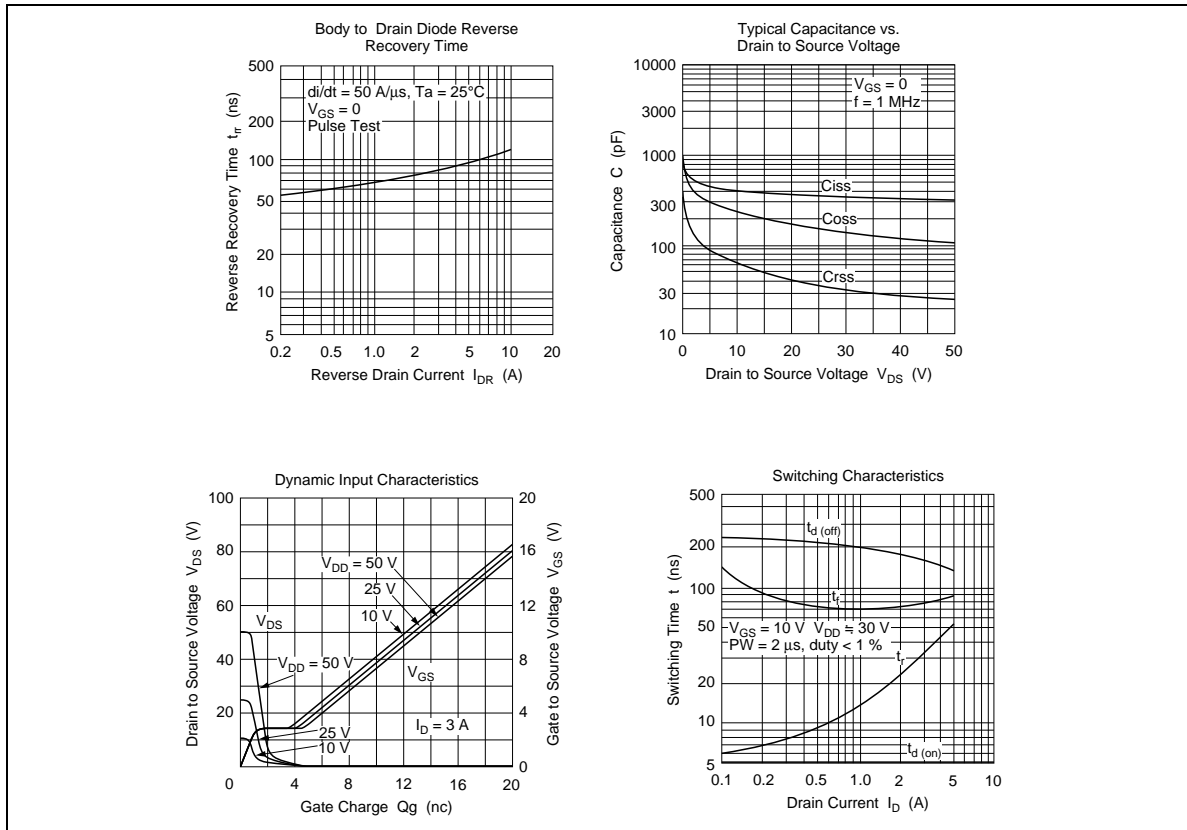 Body to Drain Diode Reverse
Recovery Time
500
200
100
50
20
10
5
Reverse Recovery Time trr (ns)
di/dt = 50 A/µs, Ta = 25°C
VGS = 0
Pulse Test
0.2 0.5 1.0 2 5 10 20
Reverse Drain Current IDR (A)
Typical Capacitance vs.
Drain to Source Voltage
10000
3000
1000
300
100
30
10
Capacitance C (pF)
VGS = 0
f = 1 MHz
Ciss
Coss
Crss
0 10 20 30 40 50
Drain to Source Voltage VDS (V)
Dynamic Input Characteristics
100
80
60
40
20
0
Drain to Source Voltage VDS (V)
20
16
12
8
4
0
Gate to Source Voltage VGS (V)
VDD = 50 V
25 V
10 V
VDS
VDD = 50 V
VGS
ID = 3 A
25 V
10 V
4 8 12 16 20
Gate Charge Qg (nc)
Switching Characteristics
500
200
100
50
20
10
5
Switching Time t (ns)
td (off)
tf
VGS = 10 V VDD ≒ 30 V
PW = 2 µs, duty < 1 %
tr
td (on)
0.1 0.2 0.5 1.0 2 5 10
Drain Current ID (A)